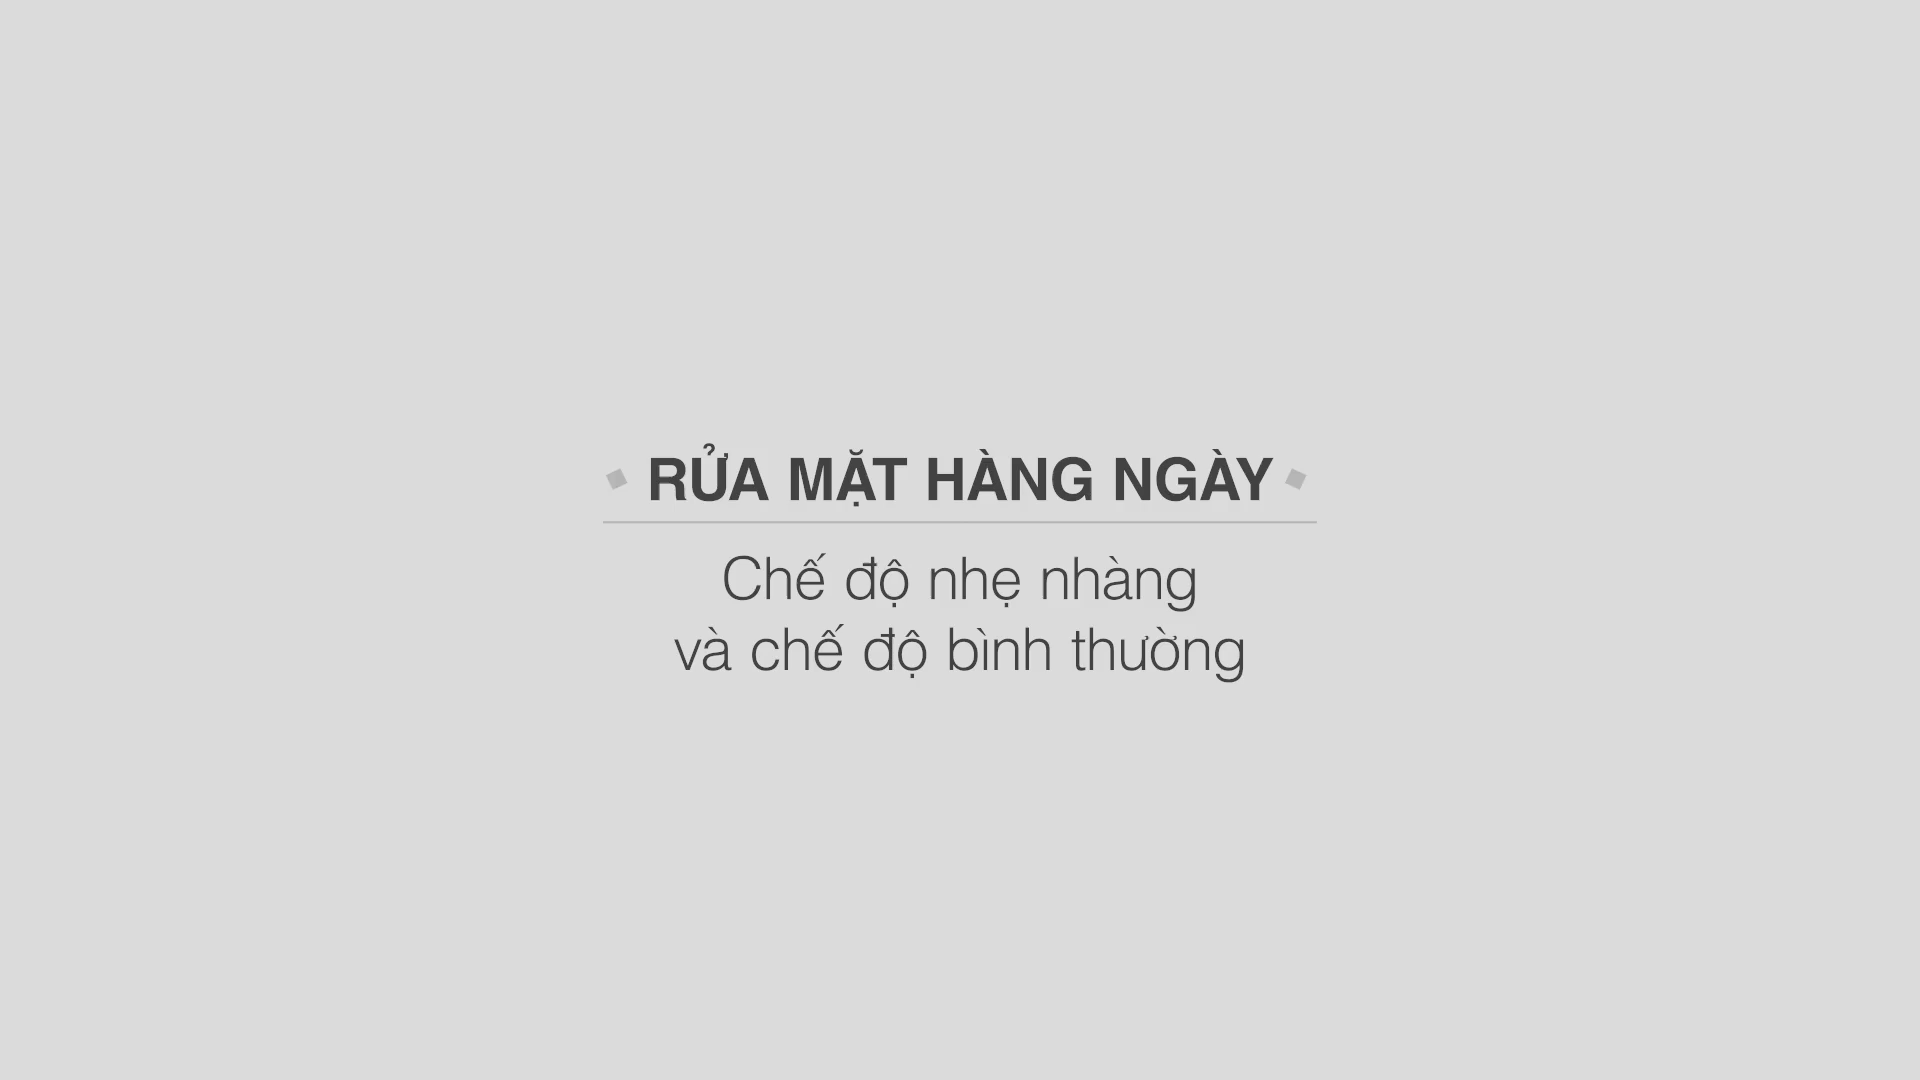 RỬA MẶT HÀNG NGÀY
Chế độ nhẹ nhàng
và chế độ bình thường